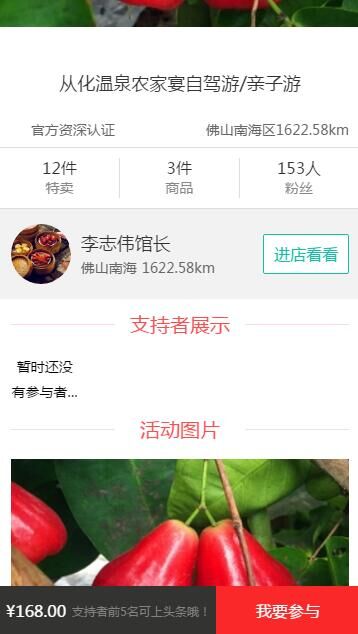 从化温泉农家宴自驾游/亲子游
官方资深认证
佛山南海区1622.58km
12件
3件
153人
特卖
商品
粉丝
李志伟馆长
佛山南海 1622.58km
进店看看
支持者展示
暂时还没
有参与者...
活动图片
¥168.00 支持者前5名可上头条哦！
我要参与